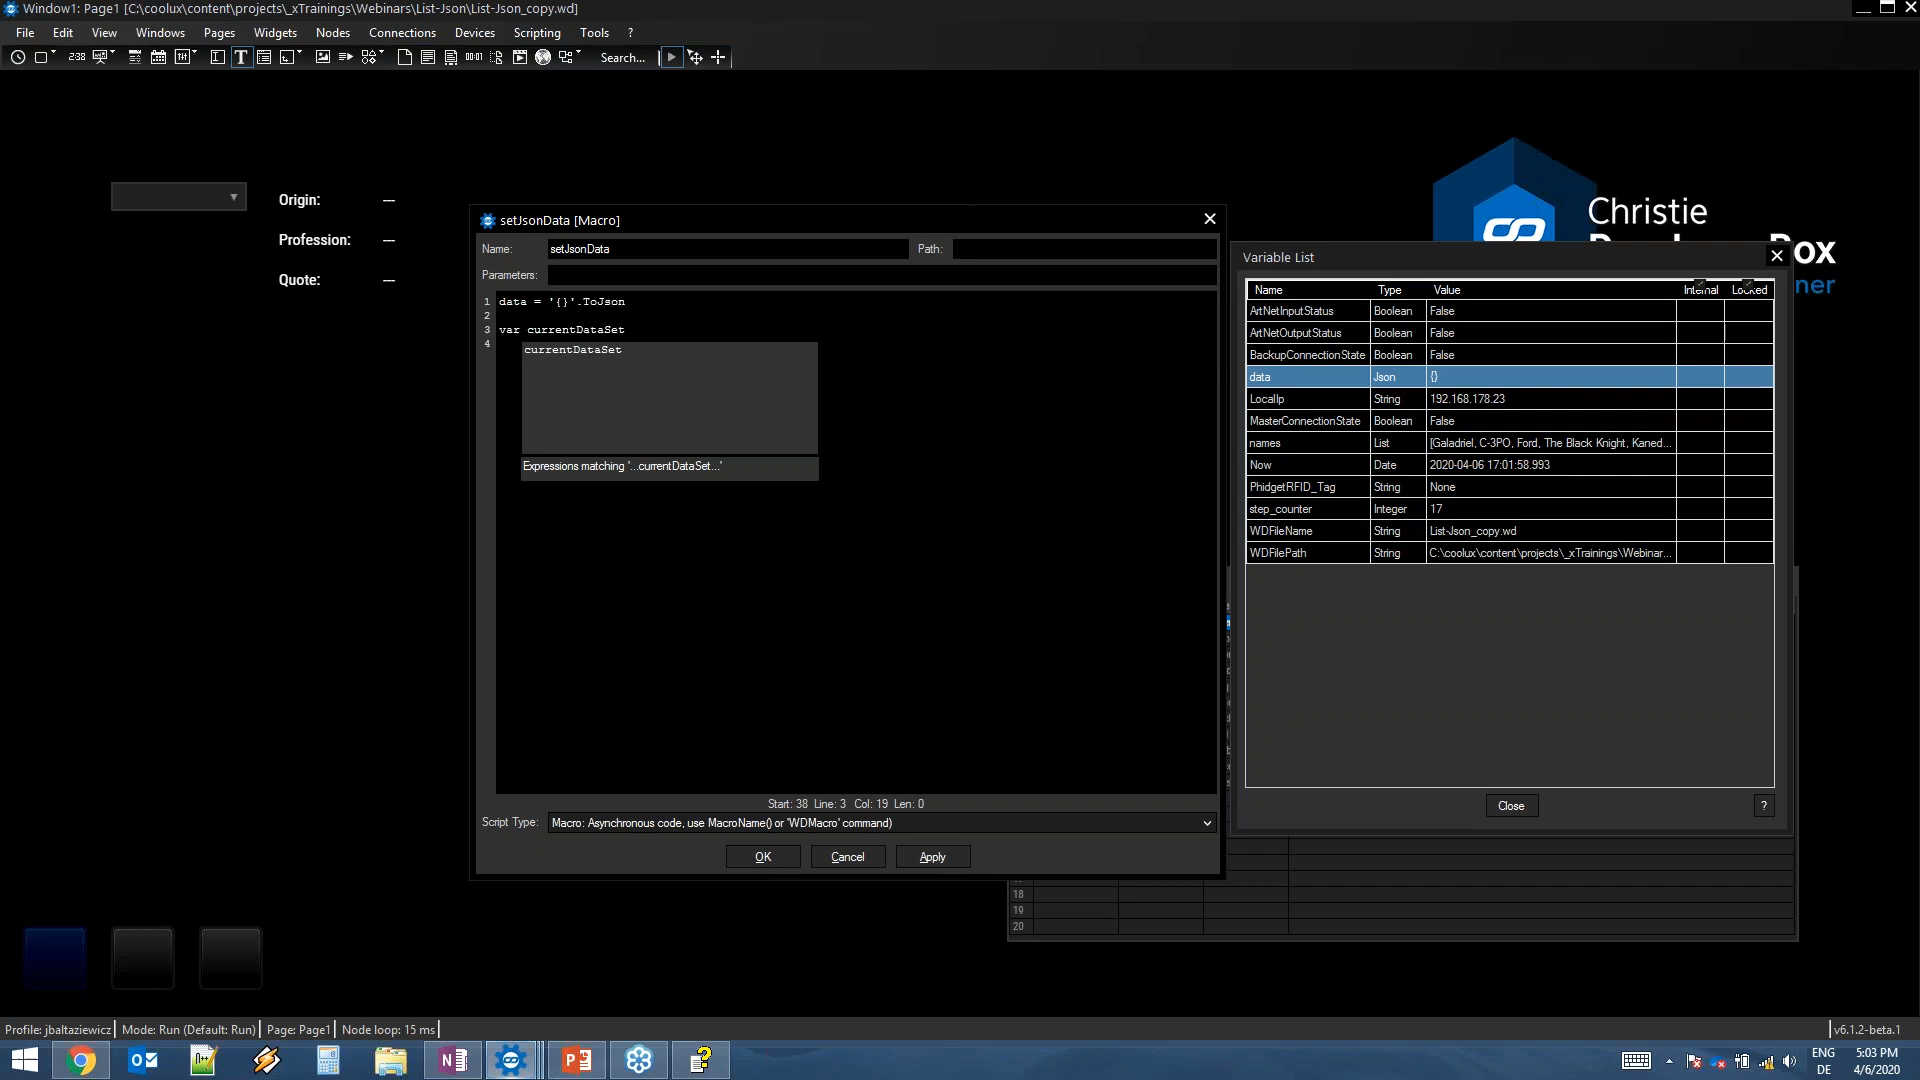 Window1: Page1 [C:\coolux\content\projects\_xTrainings\Webinars\List-Json\List-Json_copy.wd]
File Edit View Windows Pages Widgets Nodes Connections Devices Scripting Tools ?
Search...
Origin: ---
Profession: ---
Quote: ---
Christie
ox
ner
setJsonData [Macro]
Name: setJsonData Path:
Parameters:
1 data = '{}'.ToJson
2
3 var currentDataSet
4
currentDataSet
Expressions matching '...currentDataSet...'
Start: 38 Line: 3 Col: 19 Len: 0
Script Type: Macro: Asynchronous code, use MacroName() or 'WDMacro' command)
OK Cancel Apply
Variable List
Name Type Value Internal Locked
ArtNetInputStatus Boolean False
ArtNetOutputStatus Boolean False
BackupConnectionState Boolean False
data Json {}
LocalIp String 192.168.178.23
MasterConnectionState Boolean False
names List [Galadriel, C-3PO, Ford, The Black Knight, Kaned...
Now Date 2020-04-06 17:01:58.993
PhidgetRFID_Tag String None
step_counter Integer 17
WDFileName String List-Json_copy.wd
WDFilePath String C:\coolux\content\projects\_xTrainings\Webinar...
Close ?
18
19
20
Profile: jbaltaziewicz Mode: Run (Default: Run) Page: Page1 Node loop: 15 ms
v6.1.2-beta.1
ENG 5:03 PM
DE 4/6/2020